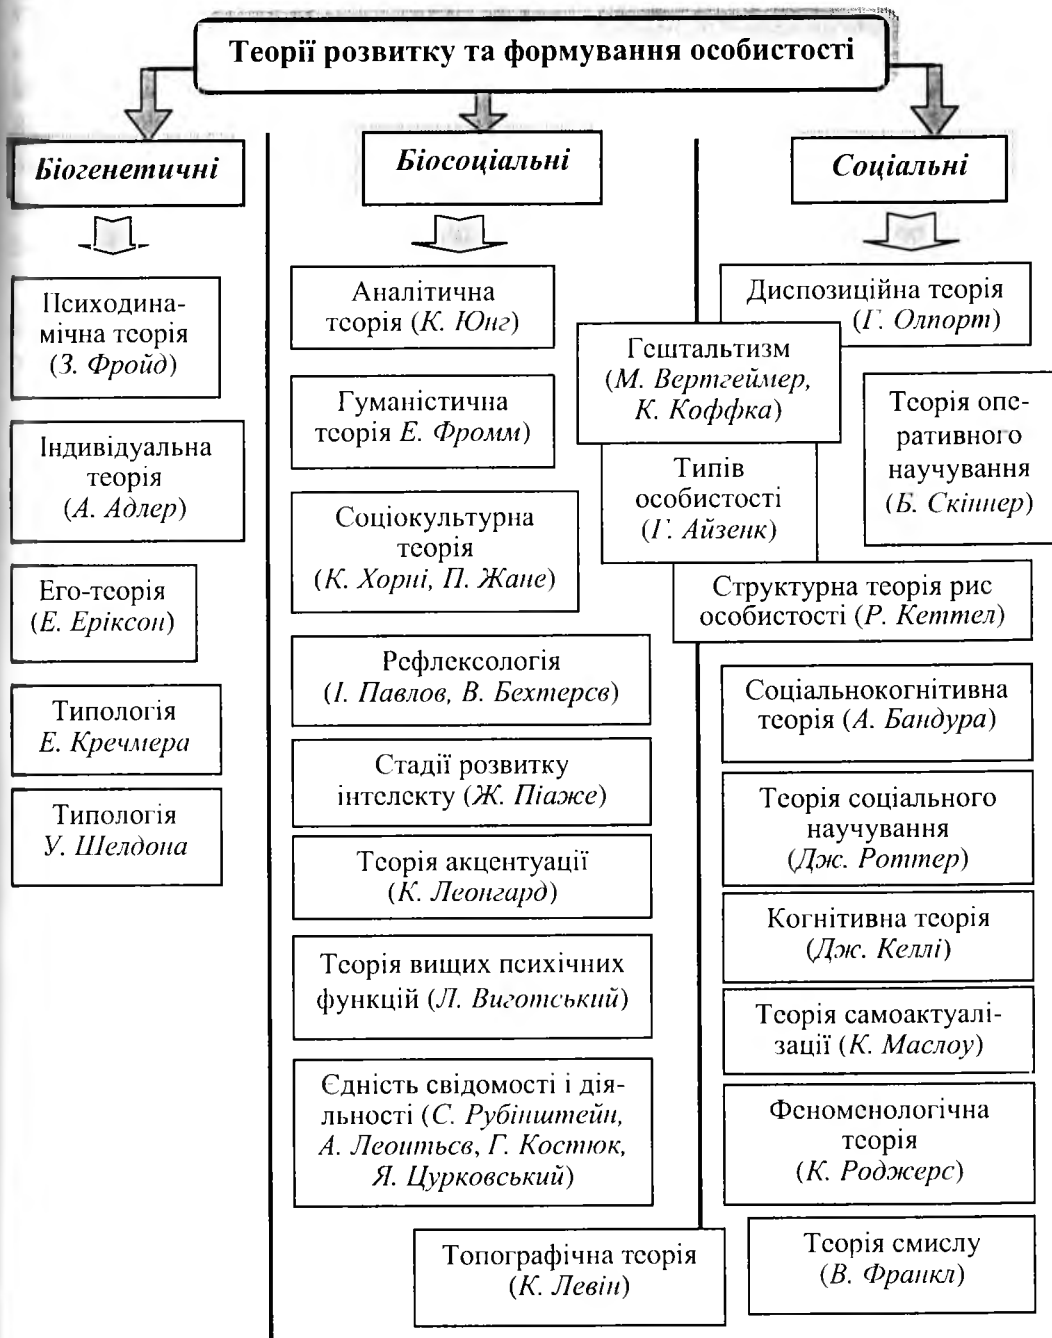 Теорії розвитку та формування особистості
Біогенетичні
Біосоціальні
Соціальні
Психодина-
мічна теорія
(З. Фройд)
Індивідуальна
теорія
(А. Адлер)
Его-теорія
(Е. Еріксон)
Типологія
Е. Кречмера
Типологія
У. Шелдона
Аналітична
теорія (К. Юнг)
Гуманістична
теорія Е. Фромм)
Соціокультурна
теорія
(К. Хорні, П. Жане)
Рефлексологія
(І. Павлов, В. Бехтерєв)
Стадії розвитку
інтелекту (Ж. Піаже)
Теорія акцентуації
(К. Леонгард)
Теорія вищих психічних
функцій (Л. Виготський)
Єдність свідомості і дія-
льності (С. Рубінштейн,
А. Леонтьєв, Г. Костюк,
Я. Цурковський)
Топографічна теорія
(К. Левін)
Гештальтизм
(М. Вертгеймер,
К. Коффка)
Типів
особистості
(Г. Айзенк)
Структурна теорія рис
особистості (Р. Кеттел)
Диспозиційна теорія
(Г. Олпорт)
Теорія опе-
ративного
научування
(Б. Скіннер)
Соціальнокогнітивна
теорія (А. Бандура)
Теорія соціального
научування
(Дж. Роттер)
Когнітивна теорія
(Дж. Келлі)
Теорія самоактуалі-
зації (К. Маслоу)
Феноменологічна
теорія
(К. Роджерс)
Теорія смислу
(В. Франкл)